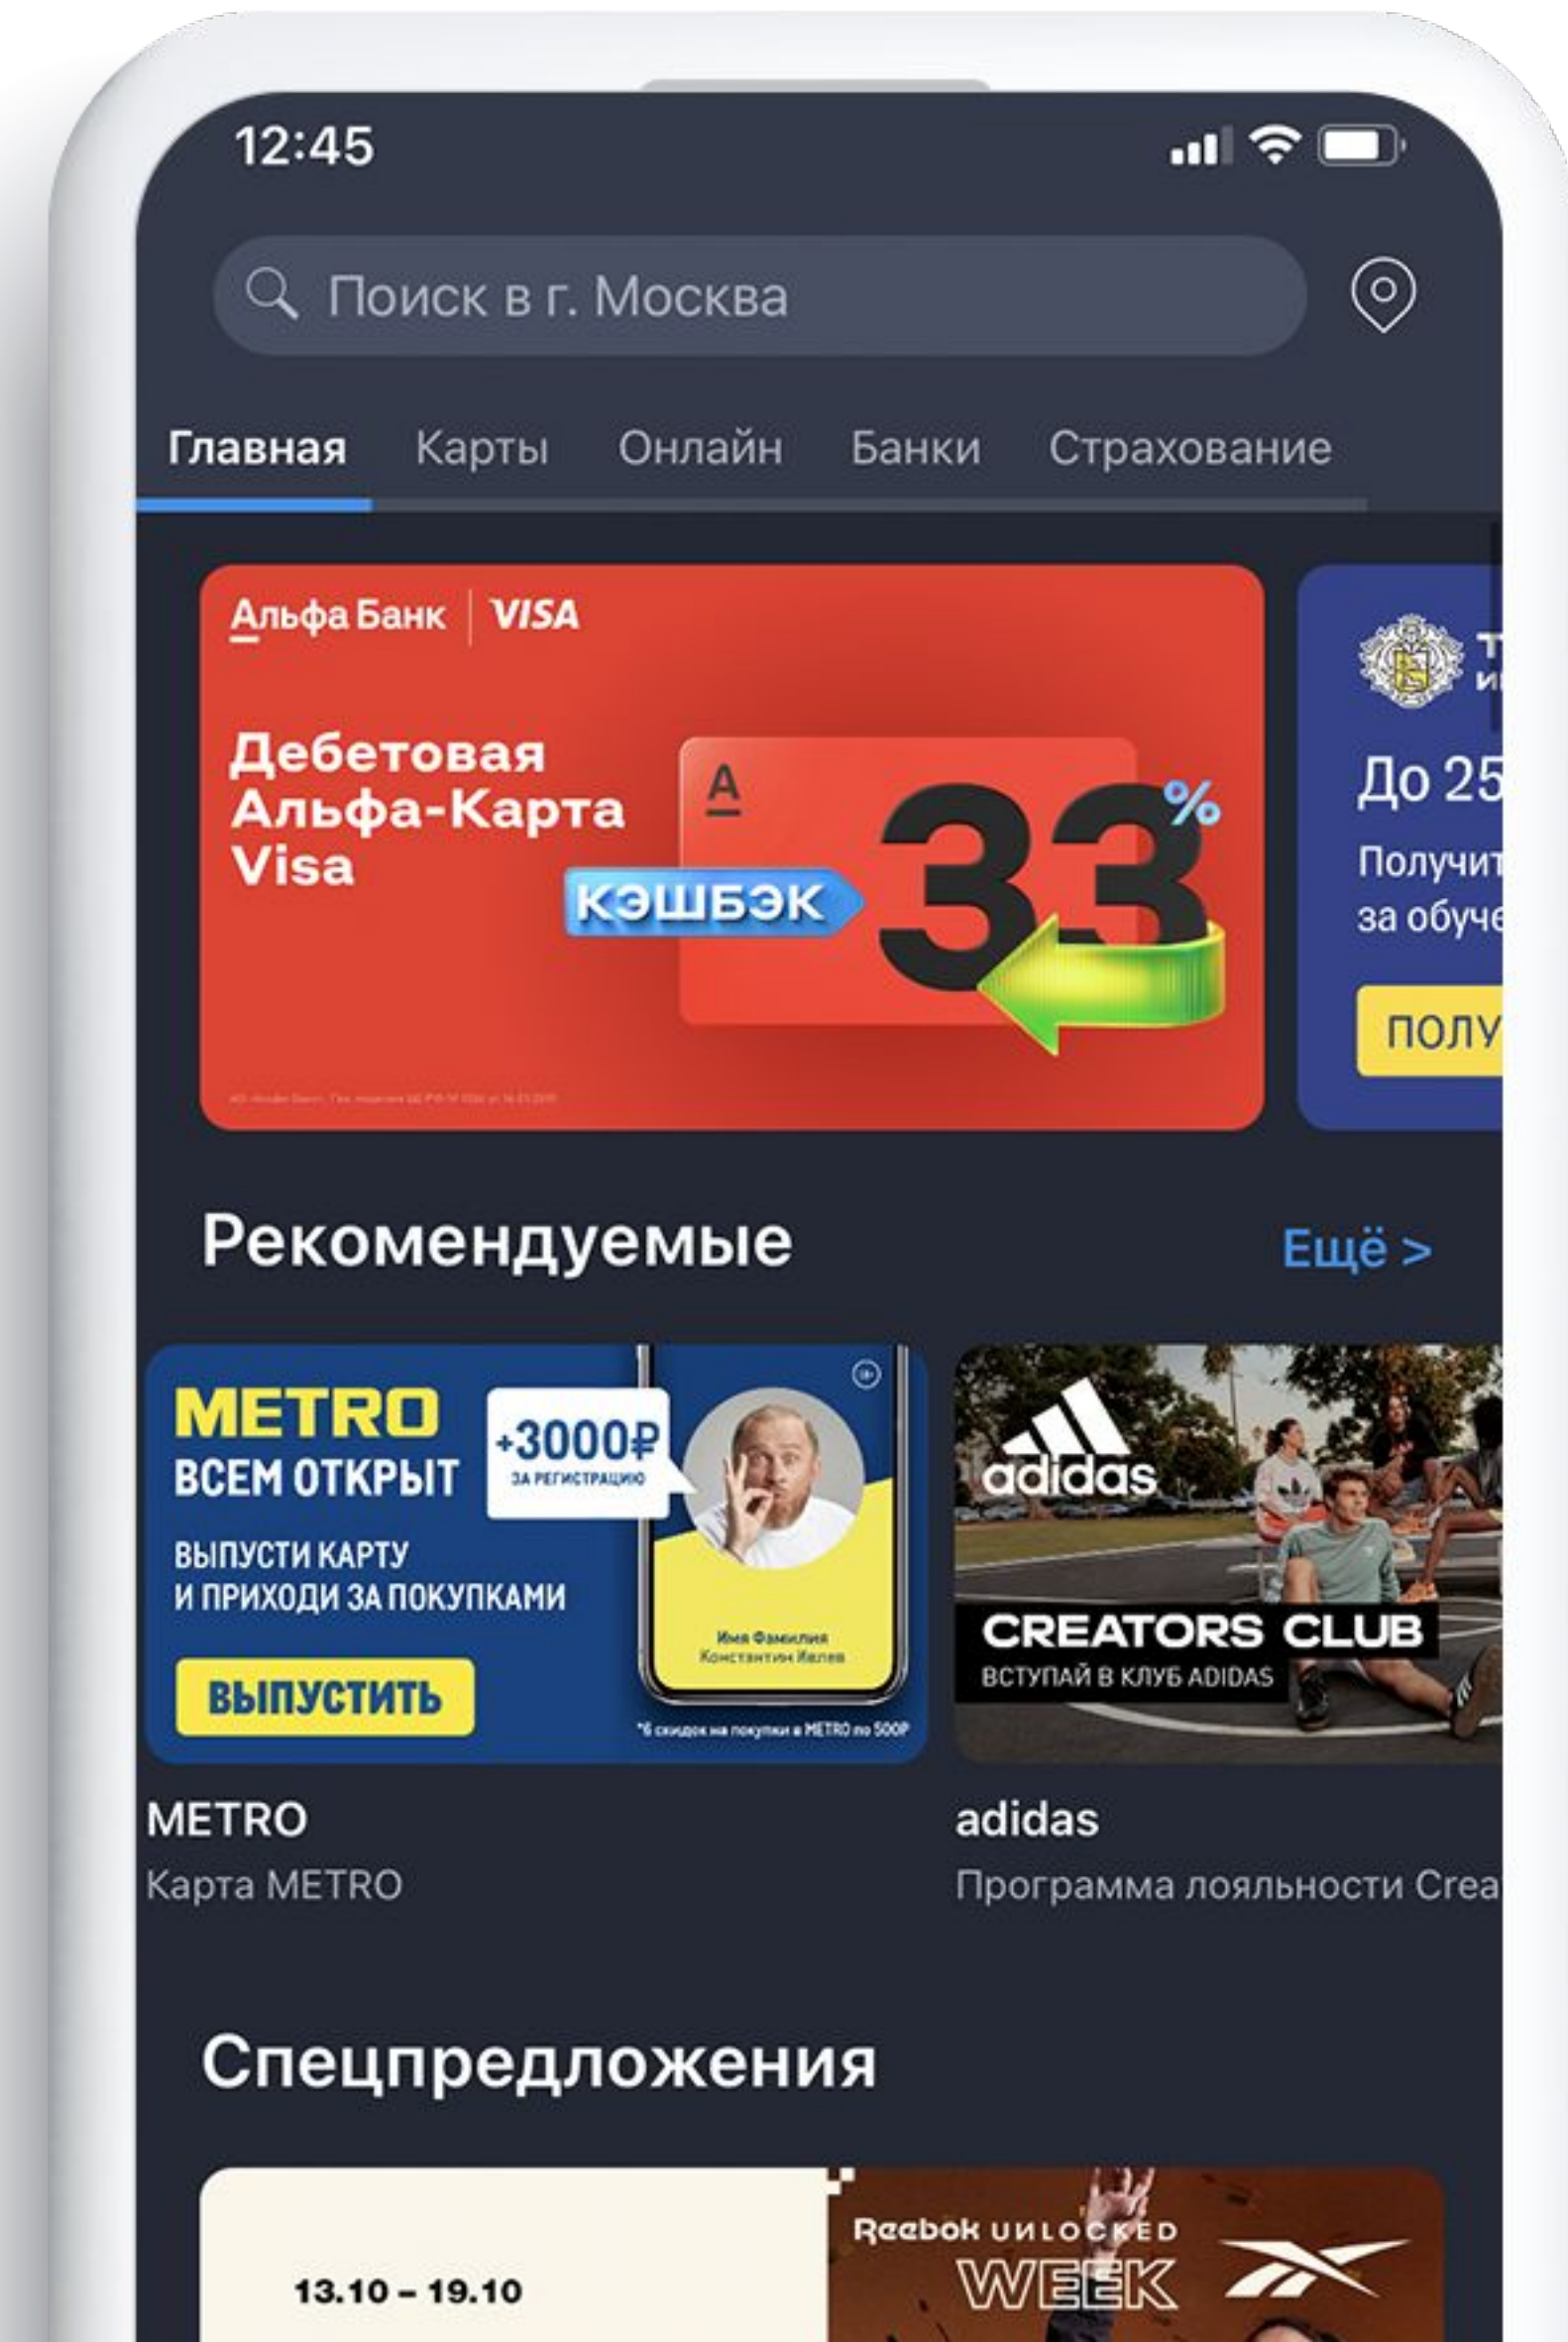 12:45
Поиск в г. Москва
Главная Карты Онлайн Банки Страхование
Альфа Банк VISA
Дебетовая
Альфа-Карта
Visa
А
КЭШБЭК
33%
До 25
Получит
за обуче
ПОЛУ
Рекомендуемые Ещё >
METRO
ВСЕМ ОТКРЫТ
+3000₽
ЗА РЕГИСТРАЦИЮ
ВЫПУСТИ КАРТУ
И ПРИХОДИ ЗА ПОКУПКАМИ
ВЫПУСТИТЬ
Имя Фамилия
Константин Ивлев
*6 скидок на покупки в METRO по 500₽
adidas
CREATORS CLUB
ВСТУПАЙ В КЛУБ ADIDAS
METRO
Карта METRO
adidas
Программа лояльности Crea
Спецпредложения
13.10 – 19.10
Reebok UNLOCKED
WEEK